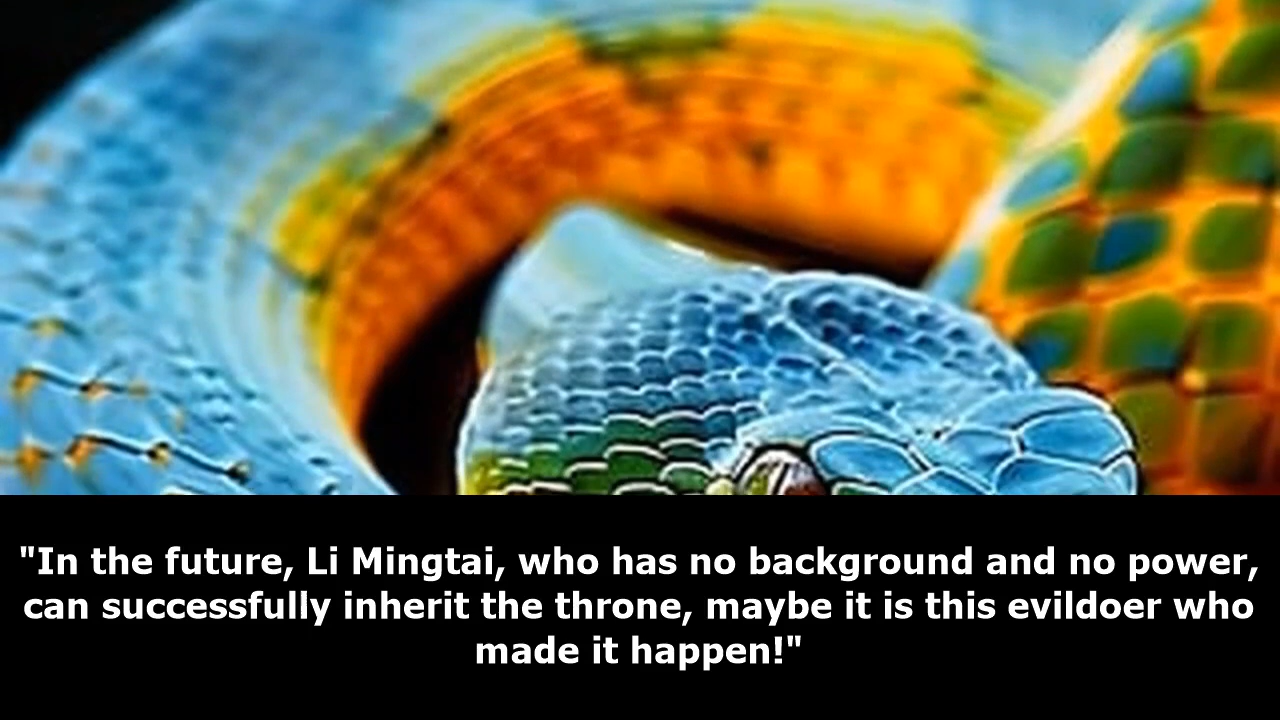 "In the future, Li Mingtai, who has no background and no power,
can successfully inherit the throne, maybe it is this evildoer who
made it happen!"